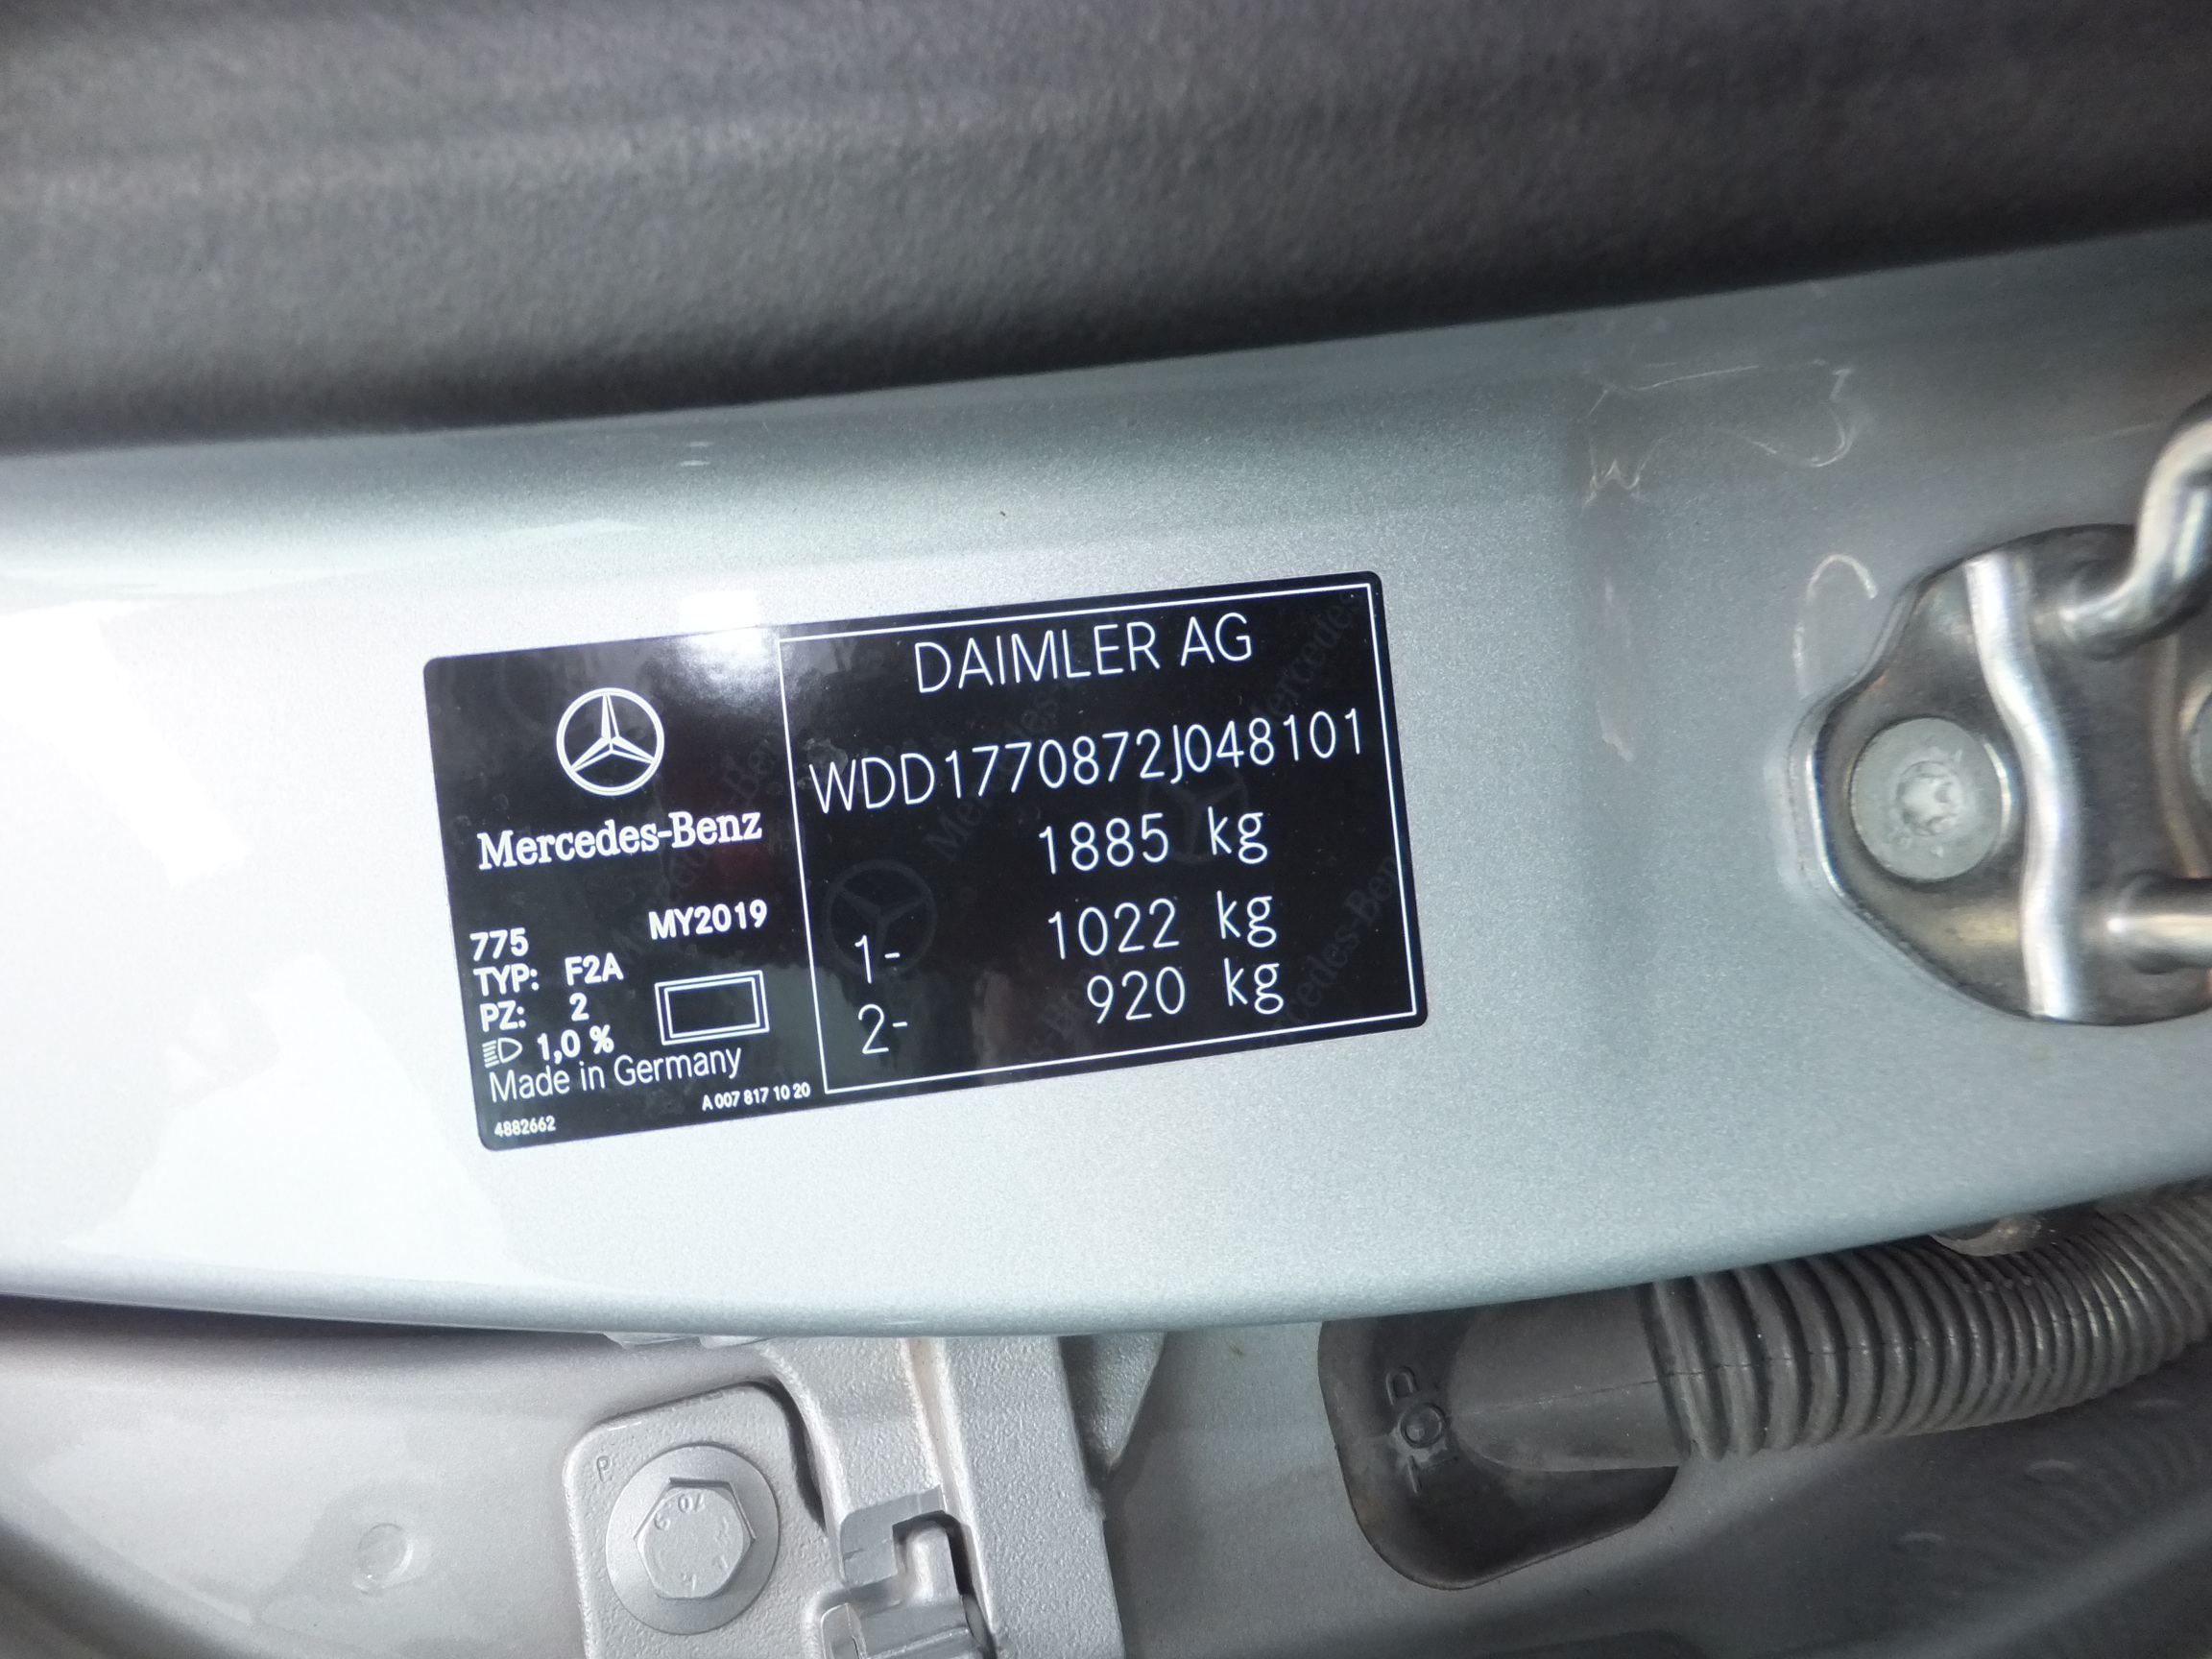 Mercedes-Benz
775
MY2019
TYP: F2A
PZ: 2
1,0 %
Made in Germany
A 007 817 10 20
4882662
DAIMLER AG
WDD1770872J048101
1885 kg
1- 1022 kg
2- 920 kg